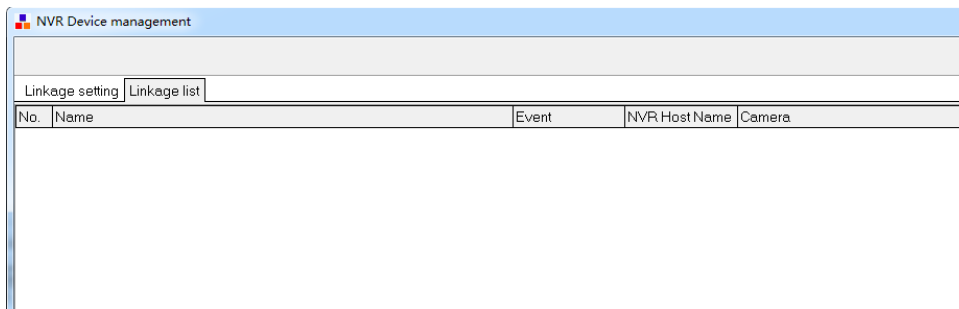 NVR Device management
Linkage setting Linkage list
No. Name Event NVR Host Name Camera